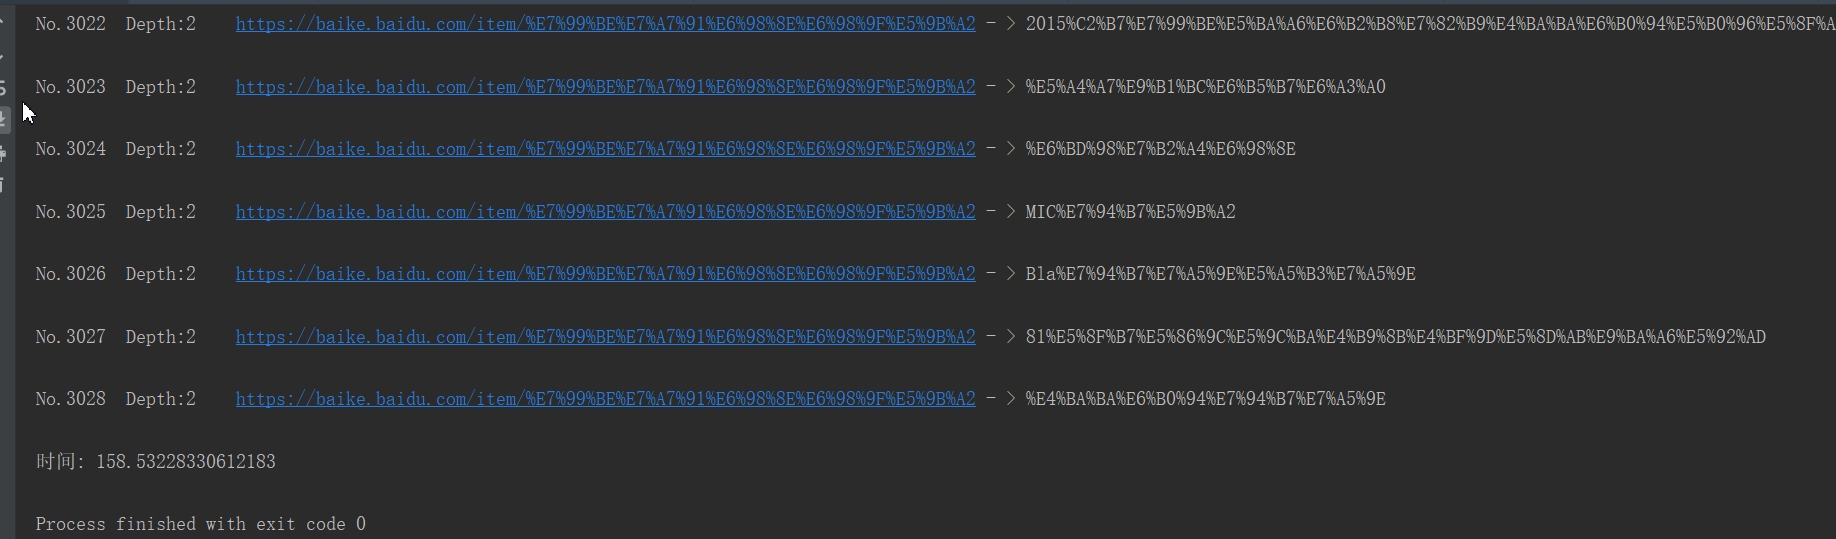 No.3022  Depth:2    https://baike.baidu.com/item/%E7%99%BE%E7%A7%91%E6%98%8E%E6%98%9F%E5%9B%A2 - > 2015%C2%B7%E7%99%BE%E5%BA%A6%E6%B2%B8%E7%82%B9%E4%BA%BA%E6%B0%94%E5%B0%96%E5%8F%A
No.3023  Depth:2    https://baike.baidu.com/item/%E7%99%BE%E7%A7%91%E6%98%8E%E6%98%9F%E5%9B%A2 - > %E5%A4%A7%E9%B1%BC%E6%B5%B7%E6%A3%A0
No.3024  Depth:2    https://baike.baidu.com/item/%E7%99%BE%E7%A7%91%E6%98%8E%E6%98%9F%E5%9B%A2 - > %E6%BD%98%E7%B2%A4%E6%98%8E
No.3025  Depth:2    https://baike.baidu.com/item/%E7%99%BE%E7%A7%91%E6%98%8E%E6%98%9F%E5%9B%A2 - > MIC%E7%94%B7%E5%9B%A2
No.3026  Depth:2    https://baike.baidu.com/item/%E7%99%BE%E7%A7%91%E6%98%8E%E6%98%9F%E5%9B%A2 - > Bla%E7%94%B7%E7%A5%9E%E5%A5%B3%E7%A5%9E
No.3027  Depth:2    https://baike.baidu.com/item/%E7%99%BE%E7%A7%91%E6%98%8E%E6%98%9F%E5%9B%A2 - > 81%E5%8F%B7%E5%86%9C%E5%9C%BA%E4%B9%8B%E4%BF%9D%E5%8D%AB%E9%BA%A6%E5%92%AD
No.3028  Depth:2    https://baike.baidu.com/item/%E7%99%BE%E7%A7%91%E6%98%8E%E6%98%9F%E5%9B%A2 - > %E4%BA%BA%E6%B0%94%E7%94%B7%E7%A5%9E
时间: 158.53228330612183
Process finished with exit code 0